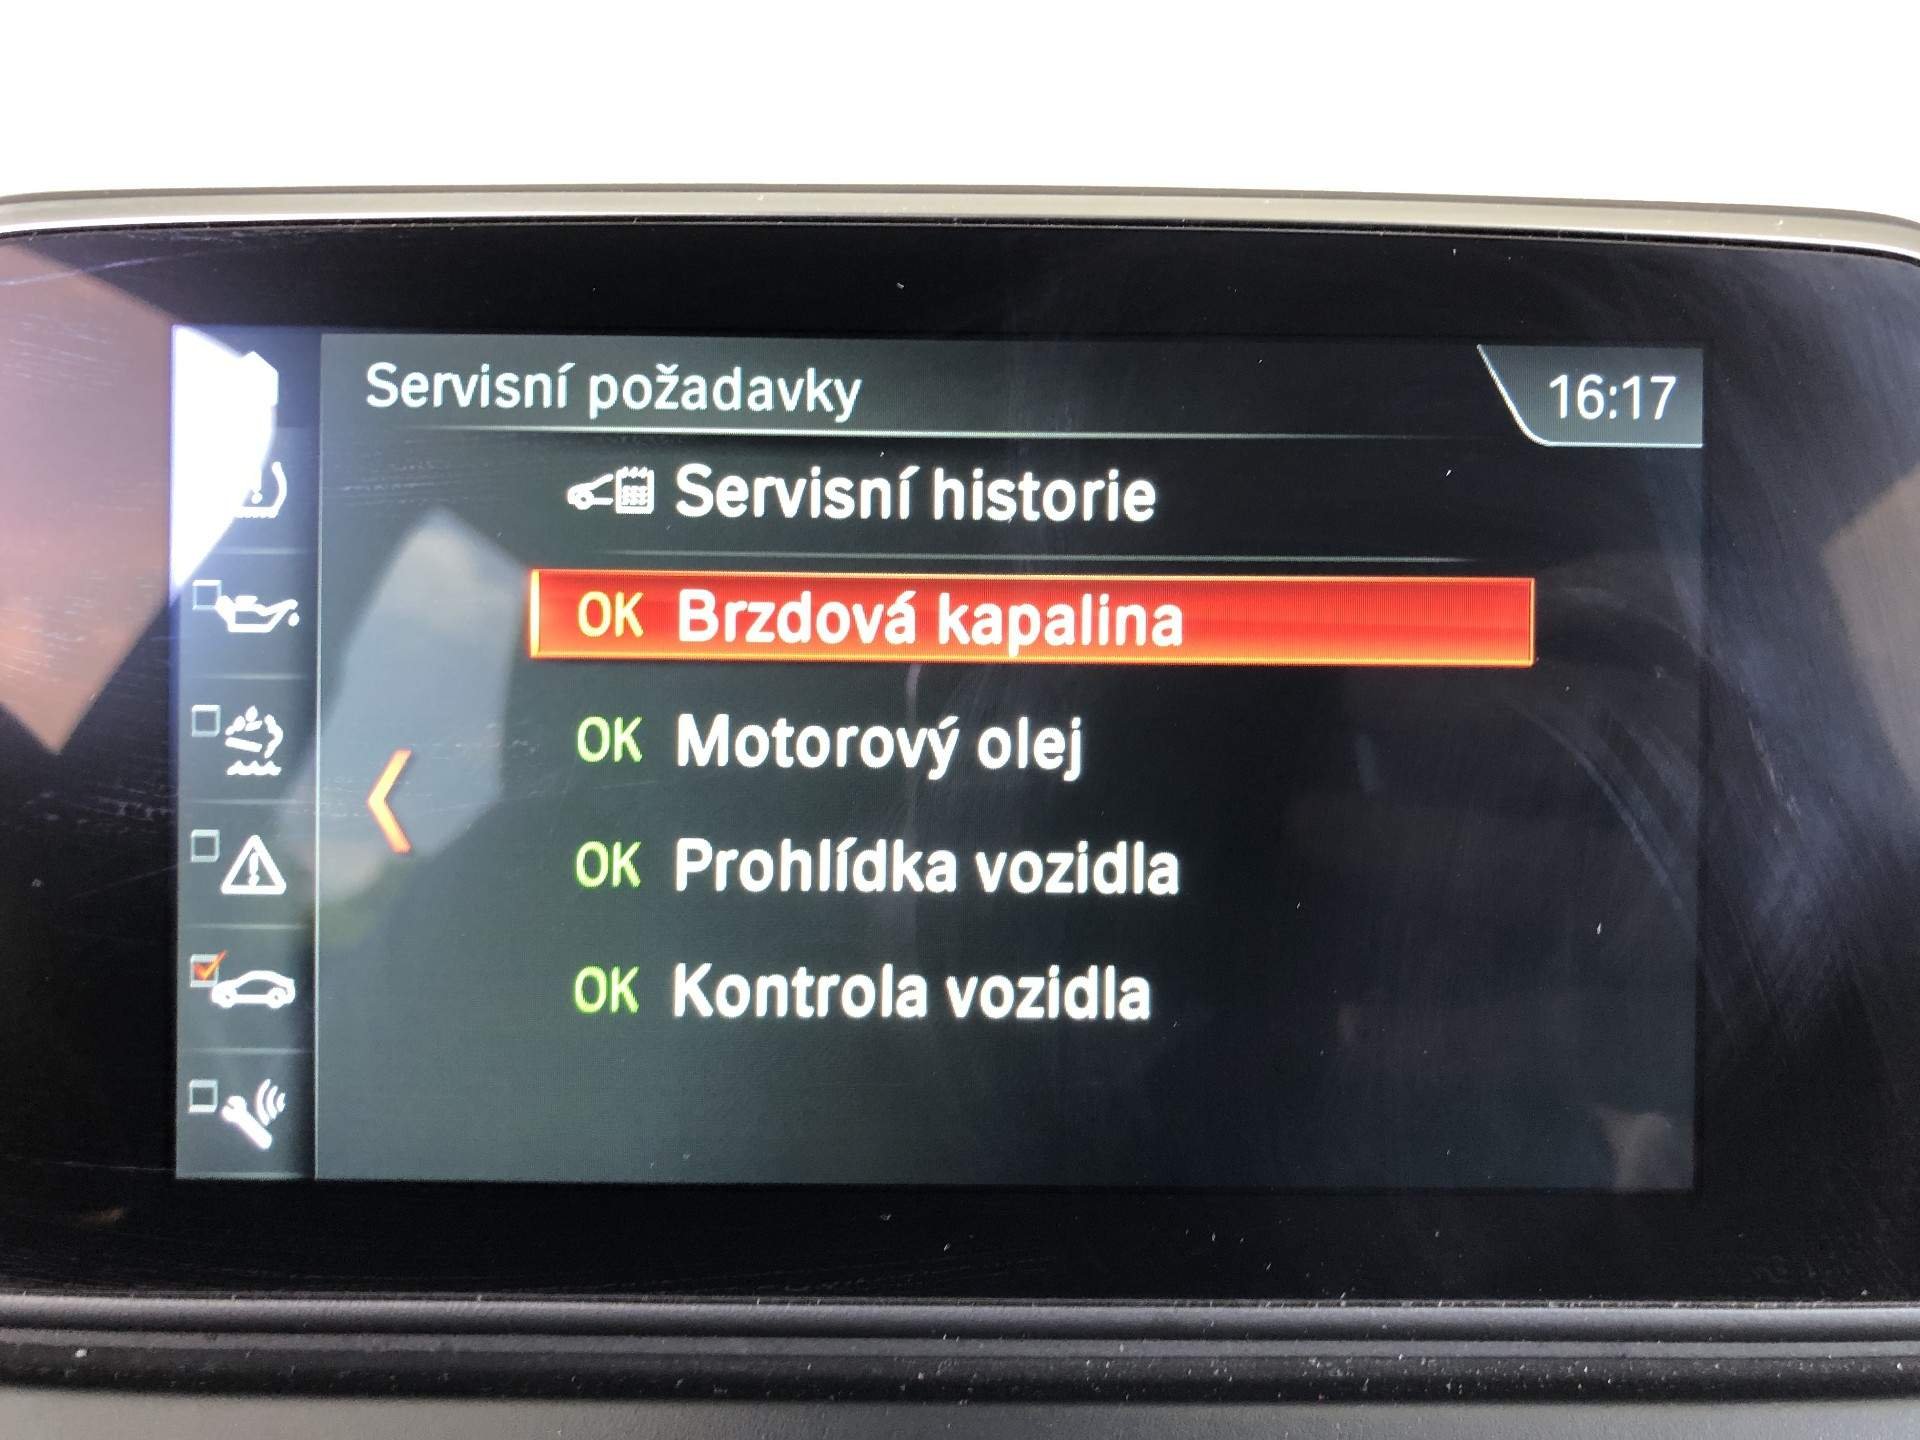 Servisní požadavky
16:17
Servisní historie
OK Brzdová kapalina
OK Motorový olej
OK Prohlídka vozidla
OK Kontrola vozidla